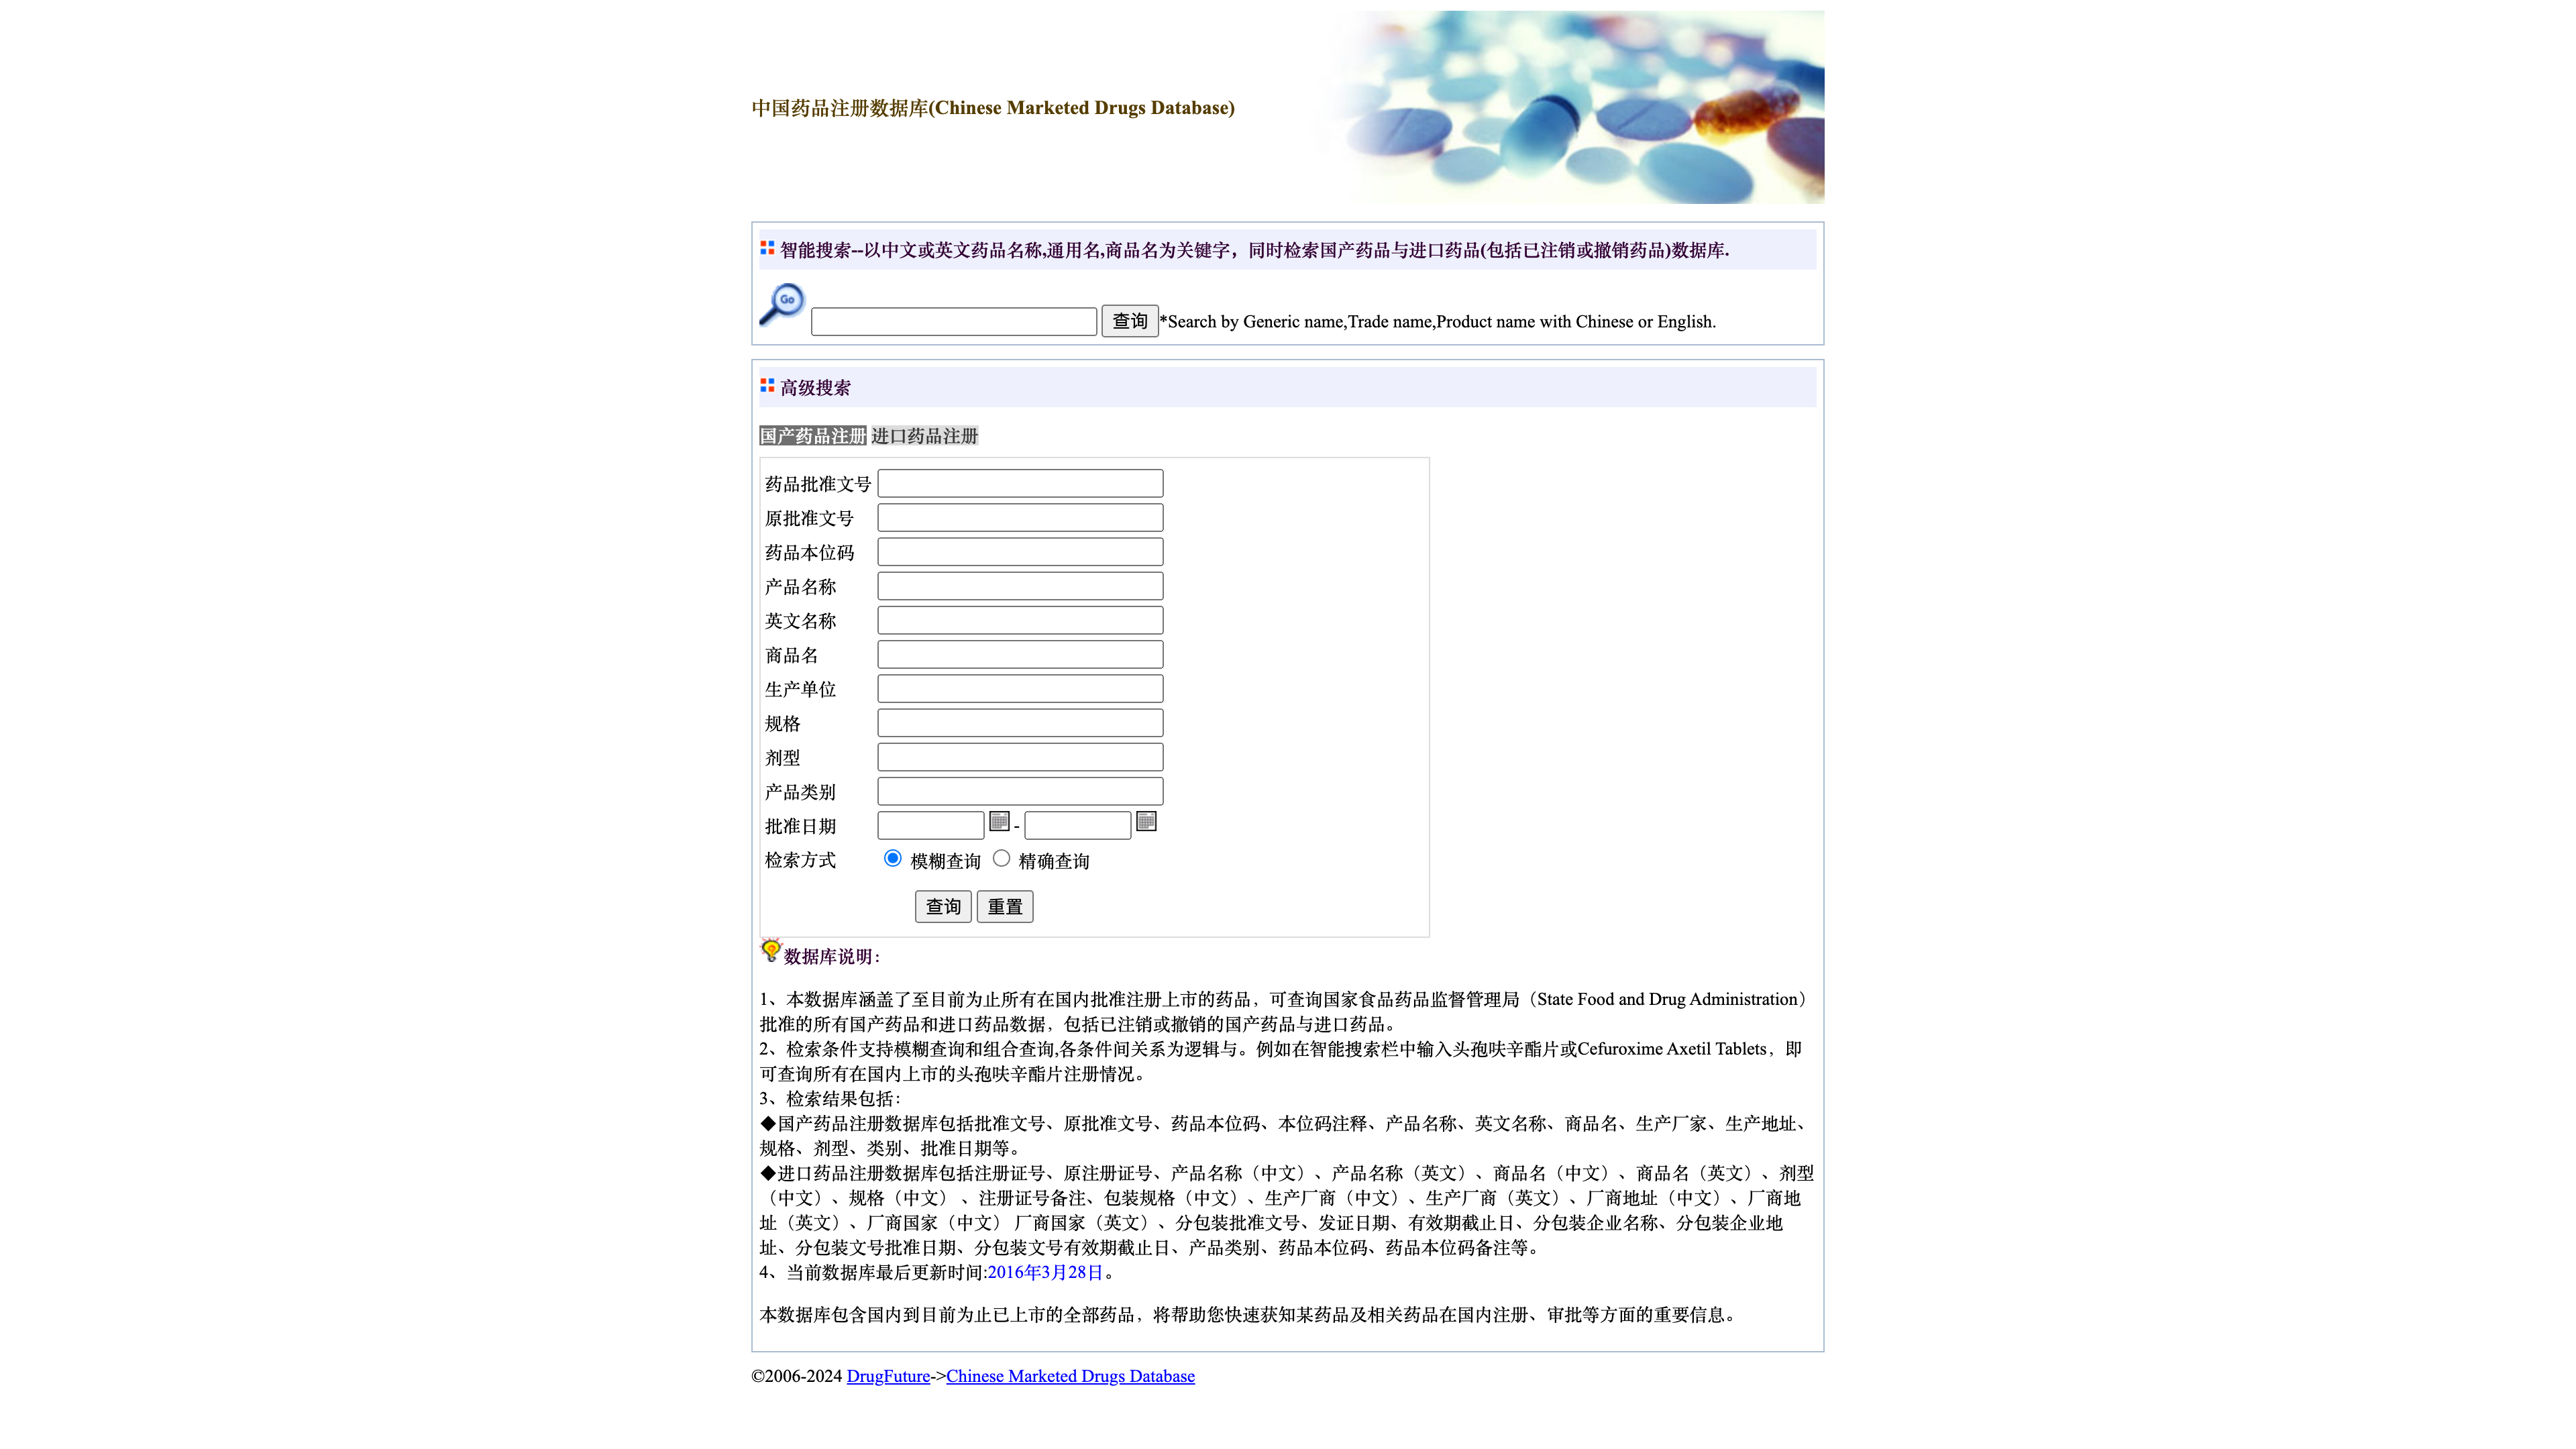 中国药品注册数据库(Chinese Marketed Drugs Database)
智能搜索--以中文或英文药品名称,通用名,商品名为关键字，同时检索国产药品与进口药品(包括已注销或撤销药品)数据库.
Go
查询*Search by Generic name,Trade name,Product name with Chinese or English.
高级搜索
国产药品注册 进口药品注册
药品批准文号
原批准文号
药品本位码
产品名称
英文名称
商品名
生产单位
规格
剂型
产品类别
批准日期 -
检索方式 模糊查询 精确查询
查询 重置
数据库说明：
1、本数据库涵盖了至目前为止所有在国内批准注册上市的药品，可查询国家食品药品监督管理局（State Food and Drug Administration）
批准的所有国产药品和进口药品数据，包括已注销或撤销的国产药品与进口药品。
2、检索条件支持模糊查询和组合查询,各条件间关系为逻辑与。例如在智能搜索栏中输入头孢呋辛酯片或Cefuroxime Axetil Tablets，即
可查询所有在国内上市的头孢呋辛酯片注册情况。
3、检索结果包括：
◆国产药品注册数据库包括批准文号、原批准文号、药品本位码、本位码注释、产品名称、英文名称、商品名、生产厂家、生产地址、
规格、剂型、类别、批准日期等。
◆进口药品注册数据库包括注册证号、原注册证号、产品名称（中文）、产品名称（英文）、商品名（中文）、商品名（英文）、剂型
（中文）、规格（中文） 、注册证号备注、包装规格（中文）、生产厂商（中文）、生产厂商（英文）、厂商地址（中文）、厂商地
址（英文）、厂商国家（中文） 厂商国家（英文）、分包装批准文号、发证日期、有效期截止日、分包装企业名称、分包装企业地
址、分包装文号批准日期、分包装文号有效期截止日、产品类别、药品本位码、药品本位码备注等。
4、当前数据库最后更新时间:2016年3月28日。
本数据库包含国内到目前为止已上市的全部药品，将帮助您快速获知某药品及相关药品在国内注册、审批等方面的重要信息。
©2006-2024 DrugFuture->Chinese Marketed Drugs Database